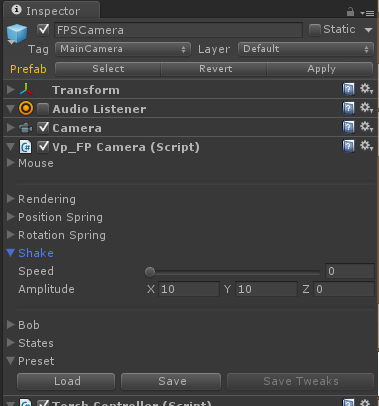 Inspector
FPSCamera Static
Tag MainCamera Layer Default
Prefab Select Revert Apply
Transform
Audio Listener
Camera
Vp_FP Camera (Script)
Mouse
Rendering
Position Spring
Rotation Spring
Shake
Speed 0
Amplitude X 10 Y 10 Z 0
Bob
States
Preset
Load Save Save Tweaks
Torch Controller (Script)